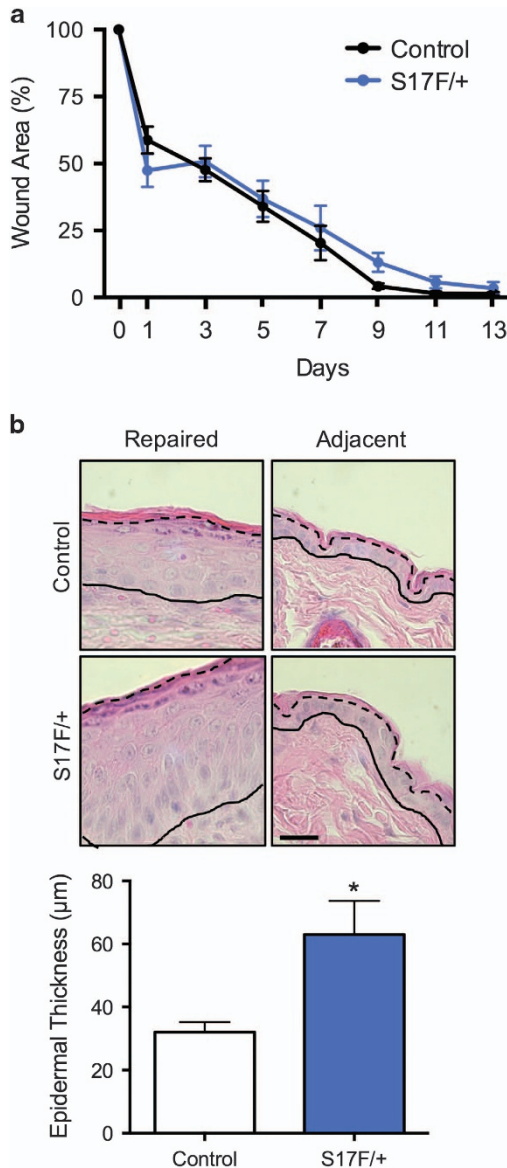 a
100
75
50
25
0
Wound Area (%)
Control
S17F/+
0 1 3 5 7 9 11 13
Days
b
Repaired Adjacent
Control
S17F/+
80
60
40
20
0
Epidermal Thickness (µm)
*
Control S17F/+